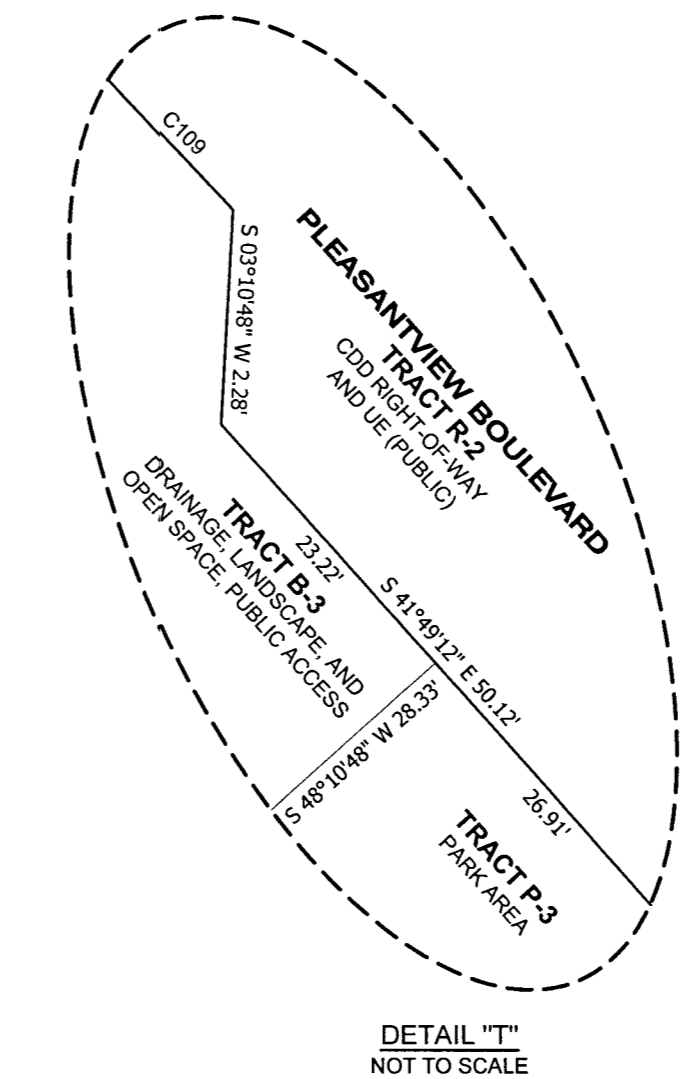 C109
S 03°10'48" W 2.28'
PLEASANTVIEW BOULEVARD
TRACT R-2
CDD RIGHT-OF-WAY
AND UE (PUBLIC)
TRACT B-3
DRAINAGE, LANDSCAPE, AND
OPEN SPACE, PUBLIC ACCESS
23.22'
S 41°49'12" E 50.12'
S 48°10'48" W 28.33'
26.91'
TRACT P-3
PARK AREA
DETAIL "T"
NOT TO SCALE